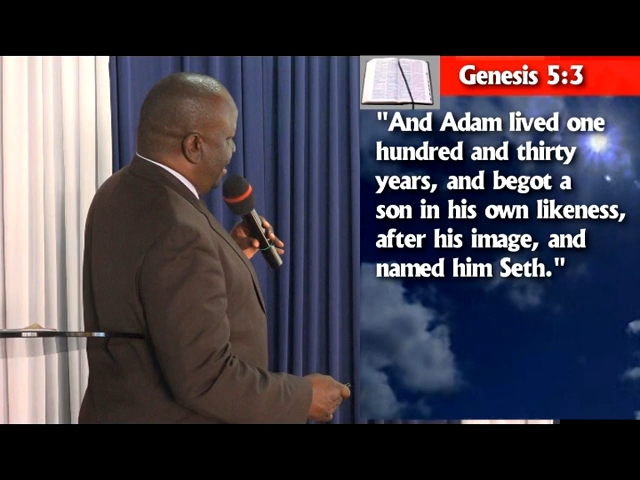 Genesis 5:3
"And Adam lived one
hundred and thirty
years, and begot a
son in his own likeness,
after his image, and
named him Seth."